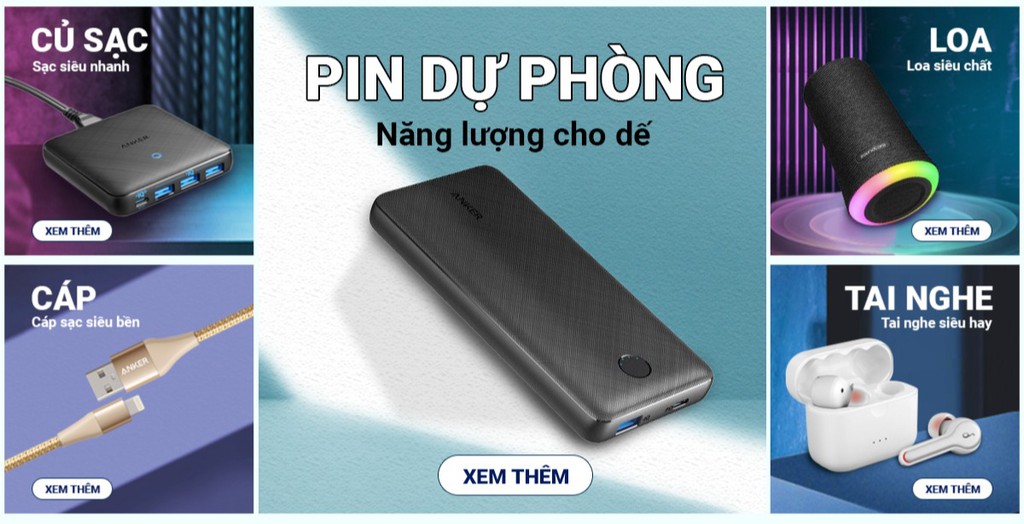 CỦ SẠC
Sạc siêu nhanh
ANKER
XEM THÊM
CÁP
Cáp sạc siêu bền
ANKER
XEM THÊM
PIN DỰ PHÒNG
Năng lượng cho dế
ANKER
XEM THÊM
LOA
Loa siêu chất
soundcore
XEM THÊM
TAI NGHE
Tai nghe siêu hay
XEM THÊM